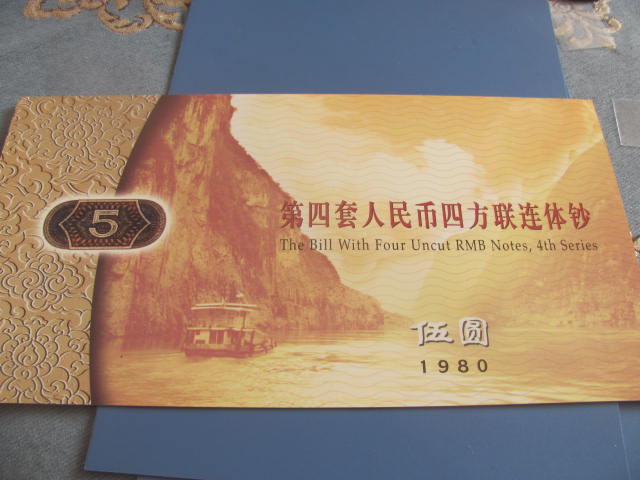 5
第四套人民币四方联连体钞
The Bill With Four Uncut RMB Notes, 4th Series
伍圆
1980